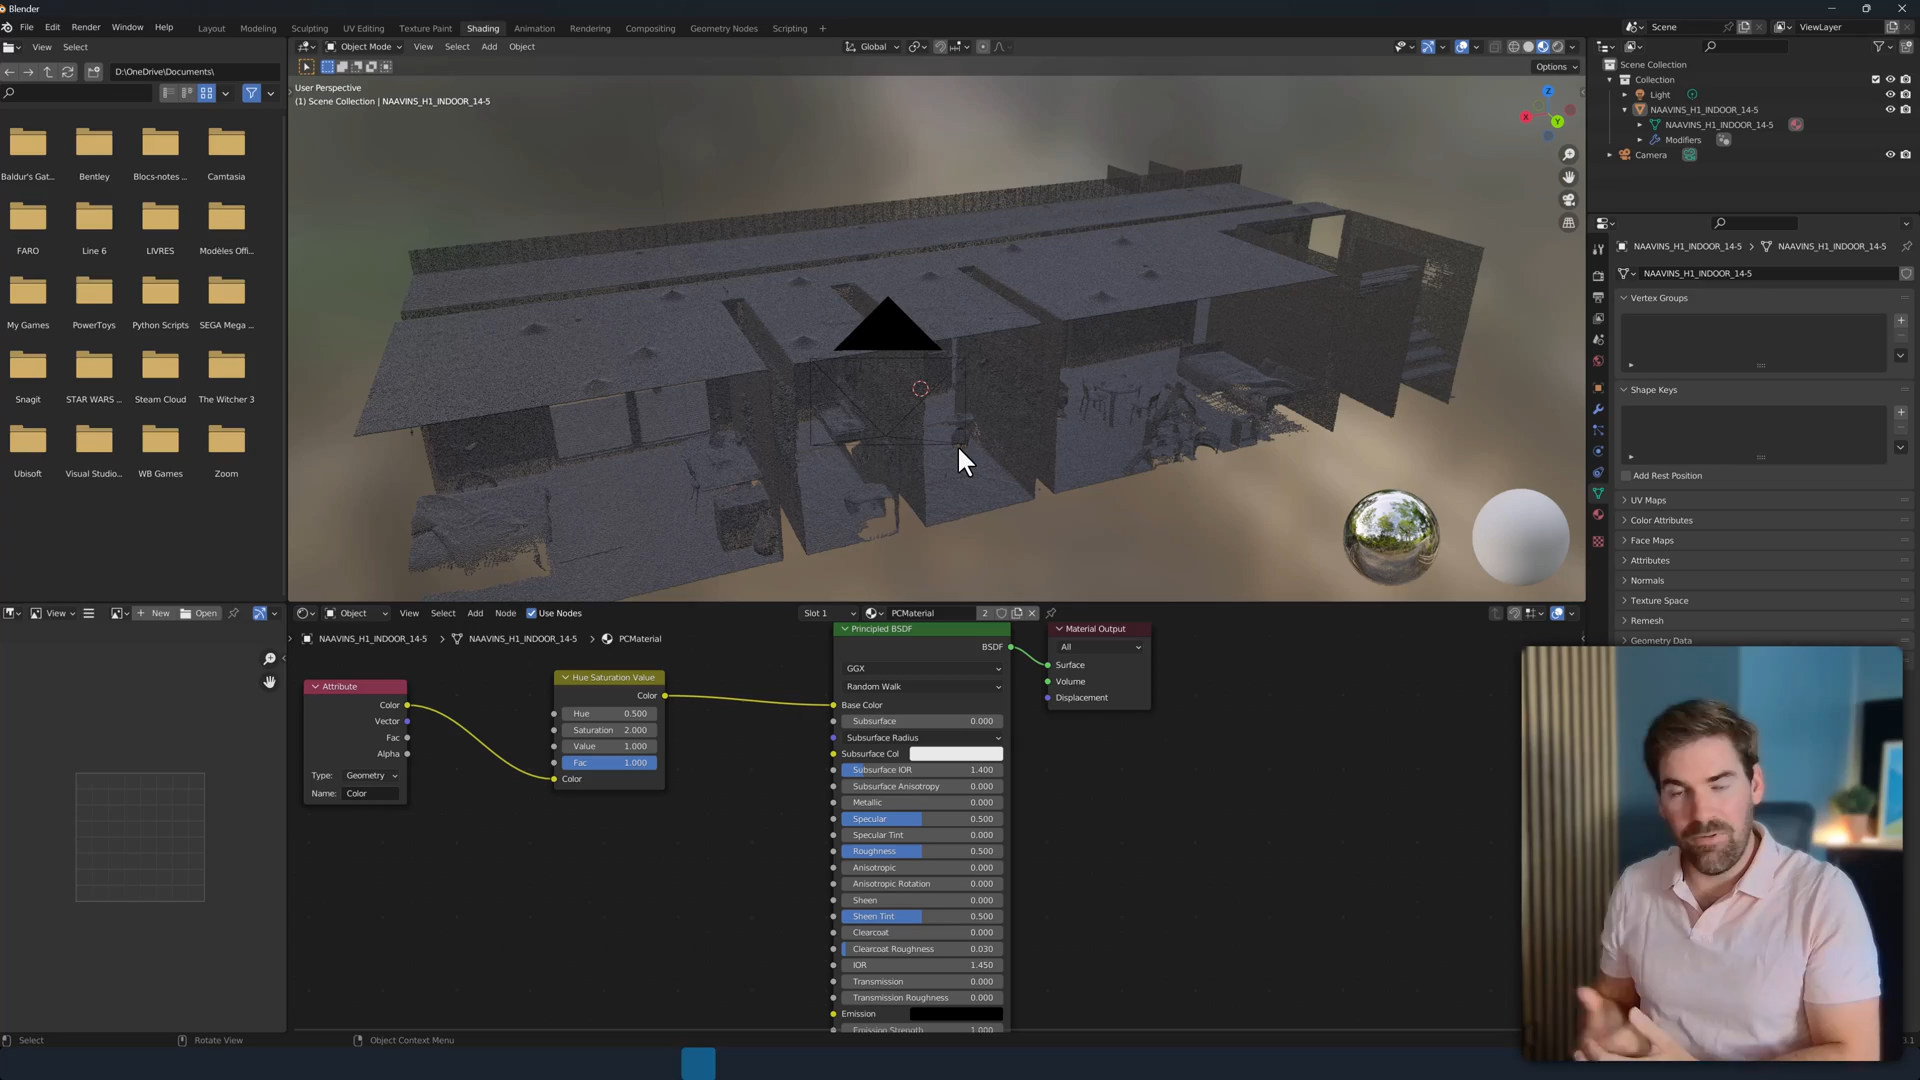 Blender
File Edit Render Window Help
Layout Modeling Sculpting UV Editing Texture Paint Shading Animation Rendering Compositing Geometry Nodes Scripting +
Scene
ViewLayer
View Select
Object Mode View Select Add Object
Global
Options
D:\OneDrive\Documents\
Baldur's Gat... Bentley Blocs-notes ... Camtasia
FARO Line 6 LIVRES Modèles Offi...
My Games PowerToys Python Scripts SEGA Mega ...
Snagit STAR WARS ... Steam Cloud The Witcher 3
Ubisoft Visual Studio... WB Games Zoom
User Perspective
(1) Scene Collection | NAAVINS_H1_INDOOR_14-5
Z
X
Y
Scene Collection
Collection
Light
NAAVINS_H1_INDOOR_14-5
NAAVINS_H1_INDOOR_14-5
Modifiers
Camera
NAAVINS_H1_INDOOR_14-5 > NAAVINS_H1_INDOOR_14-5
NAAVINS_H1_INDOOR_14-5
Vertex Groups
Shape Keys
Add Rest Position
UV Maps
Color Attributes
Face Maps
Attributes
Normals
Texture Space
Remesh
Geometry Data
View New Open
Object View Select Add Node Use Nodes
Slot 1 PCMaterial 2
NAAVINS_H1_INDOOR_14-5 > NAAVINS_H1_INDOOR_14-5 > PCMaterial
Attribute
Color
Vector
Fac
Alpha
Type: Geometry
Name: Color
Hue Saturation Value
Color
Hue 0.500
Saturation 2.000
Value 1.000
Fac 1.000
Color
Principled BSDF
BSDF
GGX
Random Walk
Base Color
Subsurface 0.000
Subsurface Radius
Subsurface Col
Subsurface IOR 1.400
Subsurface Anisotropy 0.000
Metallic 0.000
Specular 0.500
Specular Tint 0.000
Roughness 0.500
Anisotropic 0.000
Anisotropic Rotation 0.000
Sheen 0.000
Sheen Tint 0.500
Clearcoat 0.000
Clearcoat Roughness 0.030
IOR 1.450
Transmission 0.000
Transmission Roughness 0.000
Emission
Emission Strength 1.000
Material Output
All
Surface
Volume
Displacement
Select Rotate View Object Context Menu